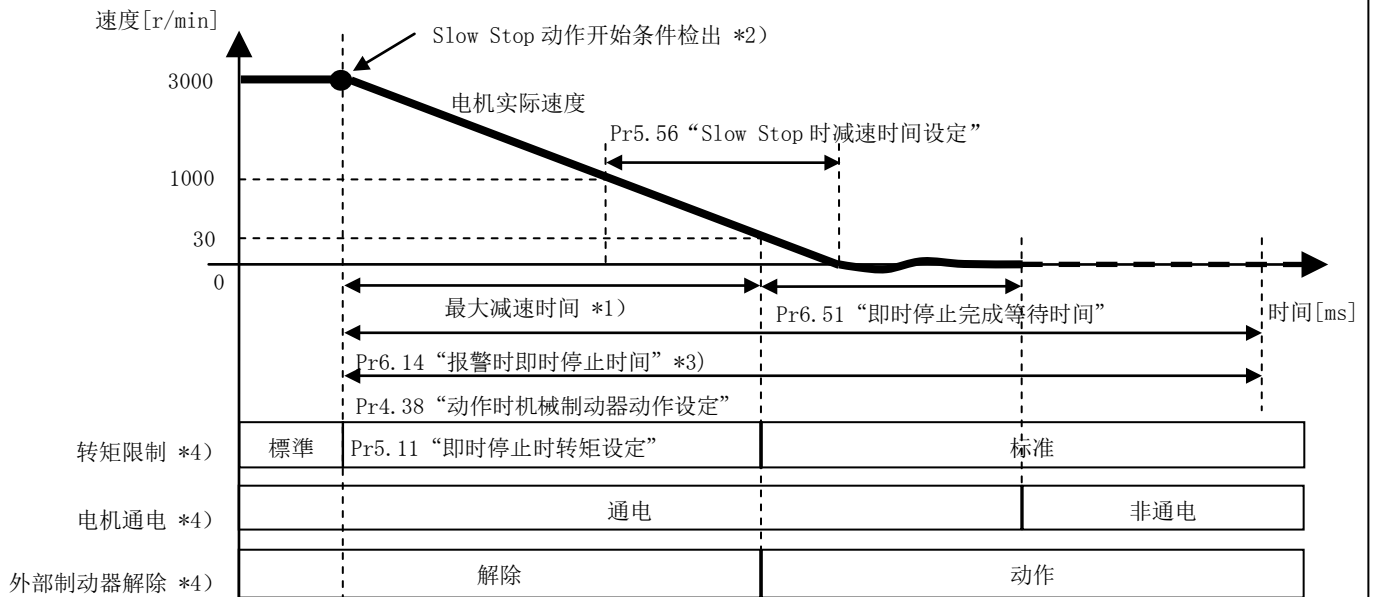 速度[r/min]
Slow Stop 动作开始条件检出 *2)
3000
电机实际速度
Pr5.56“Slow Stop 时减速时间设定”
1000
30
0
最大减速时间 *1)
Pr6.51“即时停止完成等待时间”
时间[ms]
Pr6.14“报警时即时停止时间”*3)
Pr4.38“动作时机械制动器动作设定”
转矩限制 *4)
標準
Pr5.11“即时停止时转矩设定”
标准
电机通电 *4)
通电
非通电
外部制动器解除 *4)
解除
动作